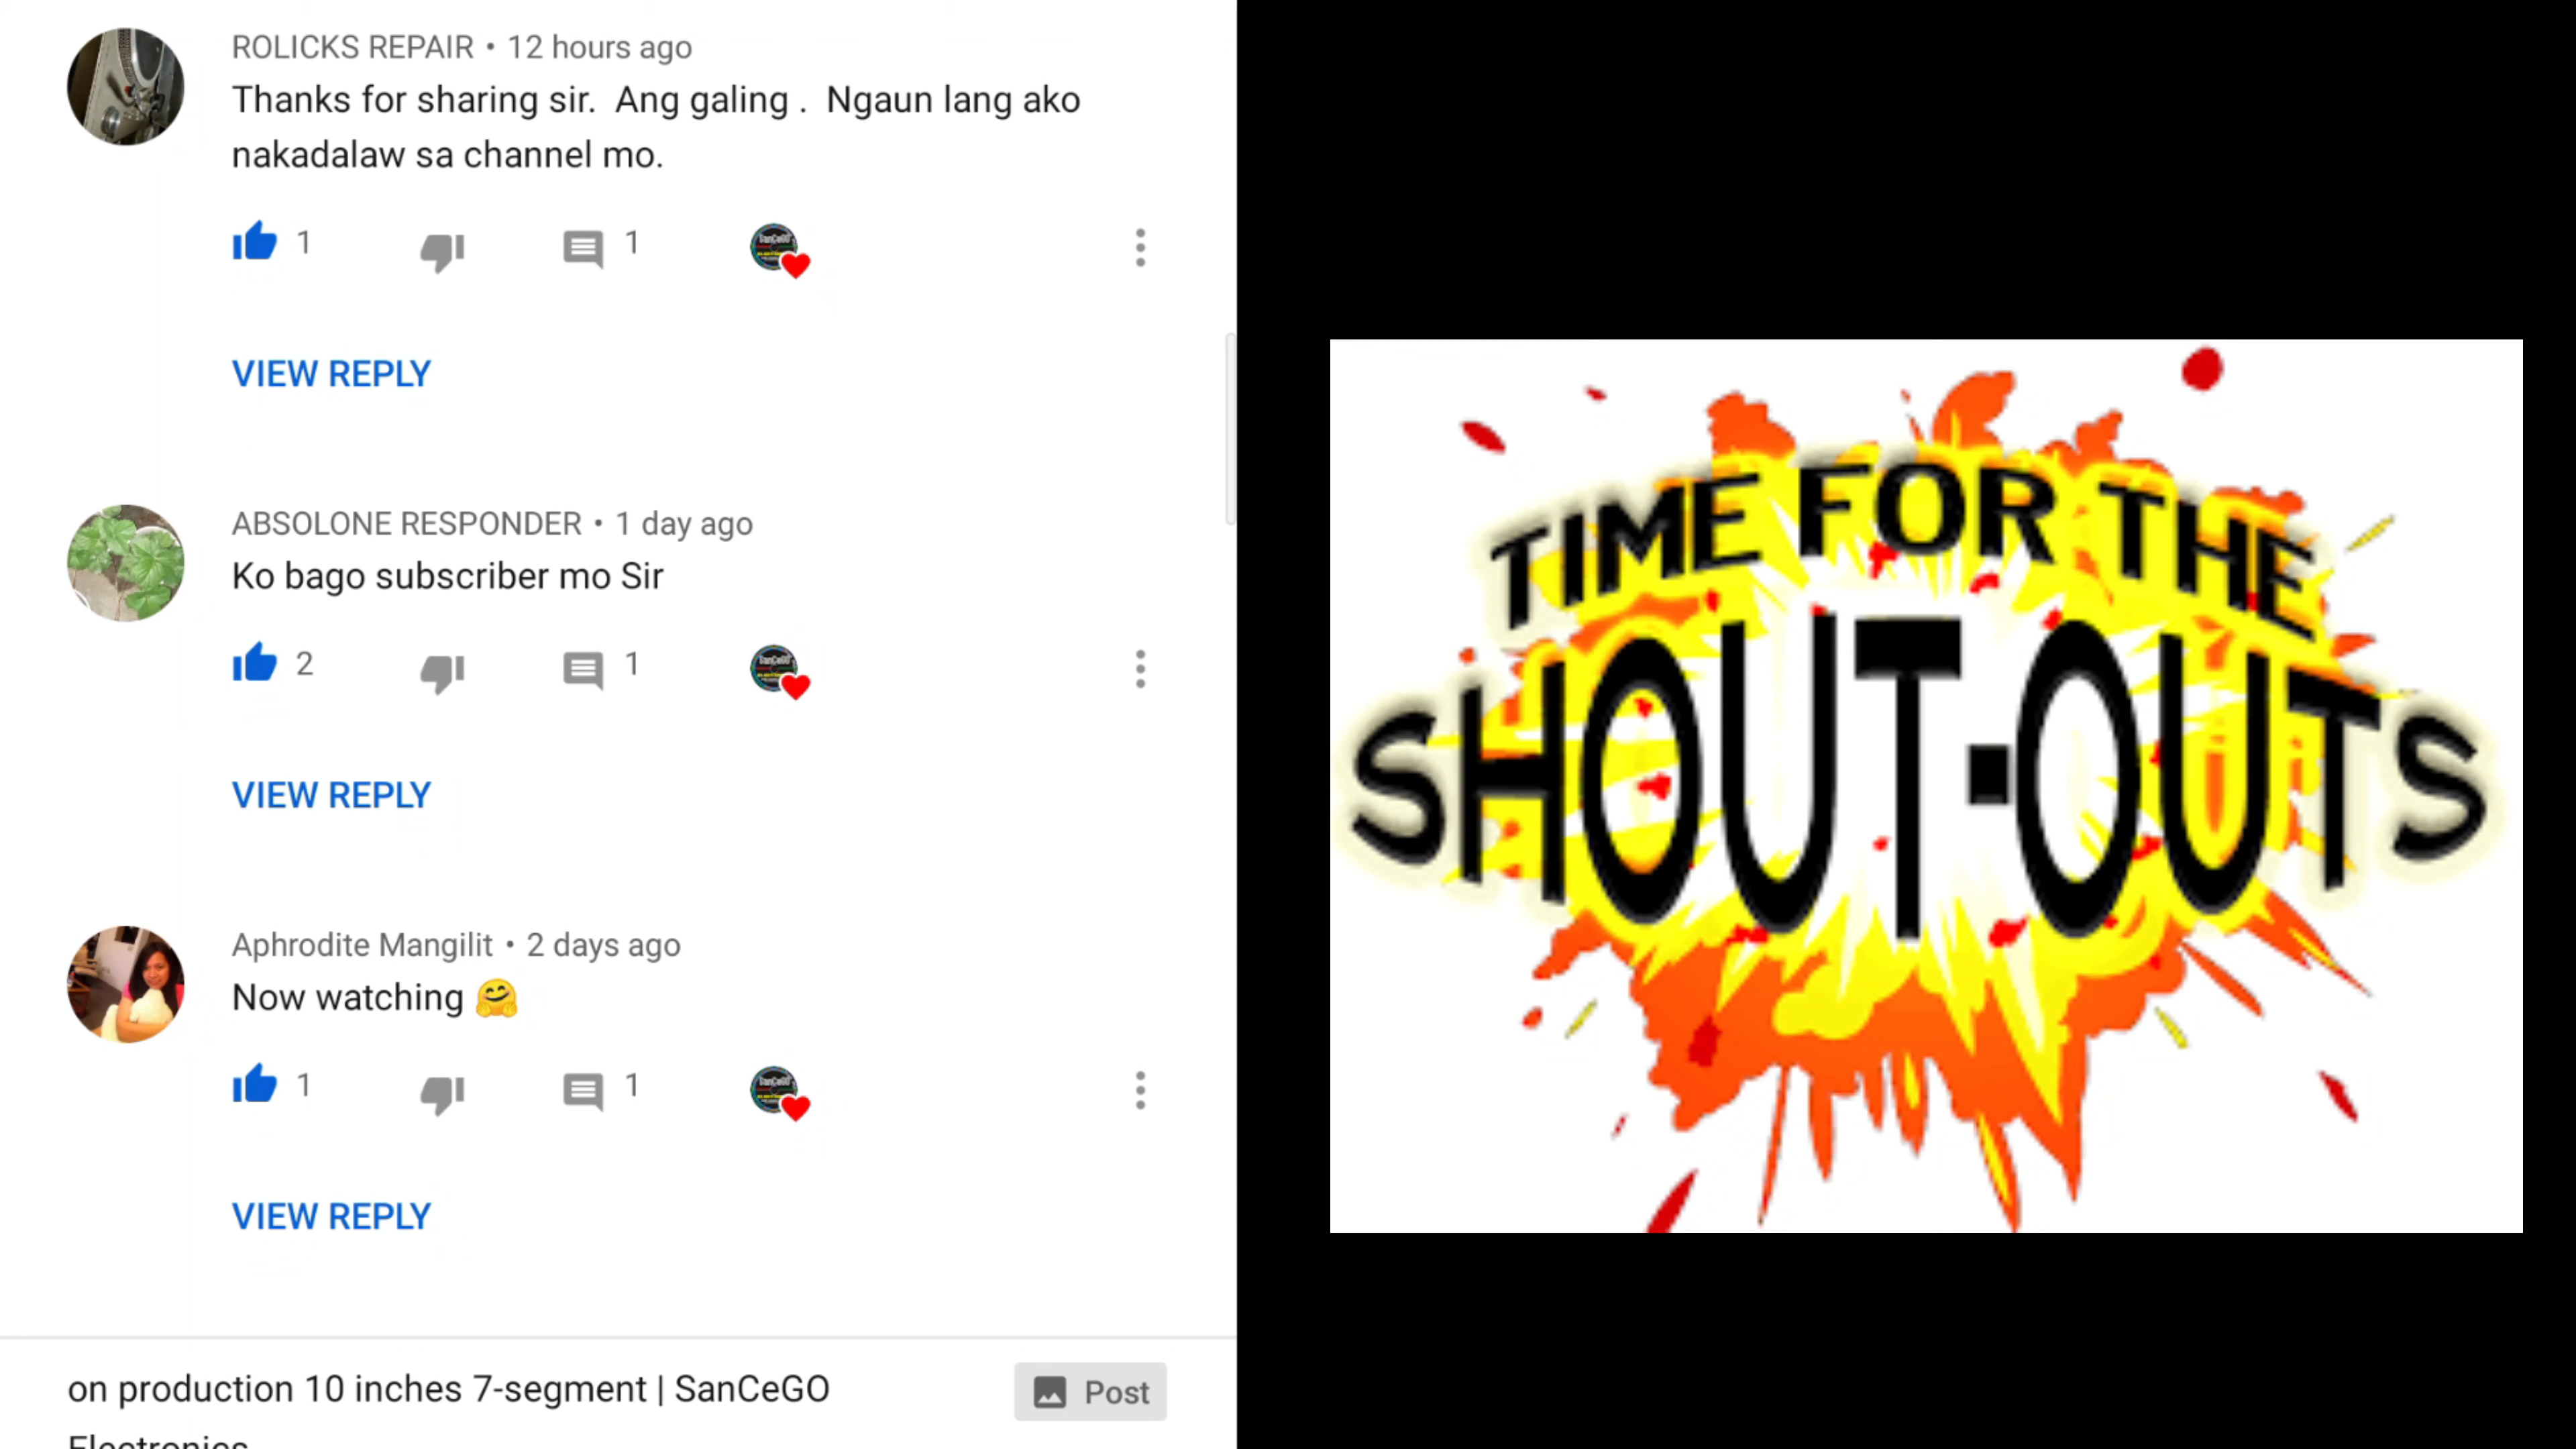 ROLICKS REPAIR • 12 hours ago
Thanks for sharing sir.  Ang galing .  Ngaun lang ako
nakadalaw sa channel mo.
1
1
VIEW REPLY
ABSOLONE RESPONDER • 1 day ago
Ko bago subscriber mo Sir
2
1
VIEW REPLY
Aphrodite Mangilit • 2 days ago
Now watching 🤗
1
1
VIEW REPLY
on production 10 inches 7-segment | SanCeGO
Electronics
Post
TIME FOR THE
SHOUT-OUTS